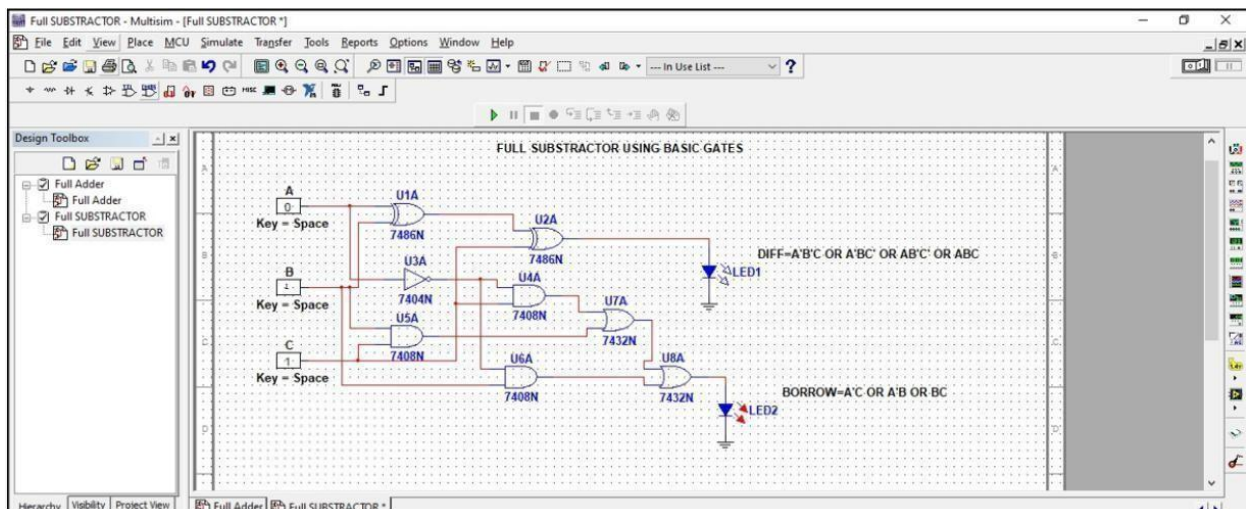 Full SUBSTRACTOR - Multisim - [Full SUBSTRACTOR *]
File Edit View Place MCU Simulate Transfer Tools Reports Options Window Help
--- In Use List ---
?
MISC
Design Toolbox
Full Adder
Full Adder
Full SUBSTRACTOR
Full SUBSTRACTOR
FULL SUBSTRACTOR USING BASIC GATES
A
0
Key = Space
U1A
7486N
U2A
7486N
DIFF=A'B'C OR A'BC' OR AB'C' OR ABC
LED1
B
1
Key = Space
U3A
7404N
U4A
7408N
U7A
7432N
U5A
7408N
C
1
Key = Space
U6A
7408N
U8A
7432N
BORROW=A'C OR A'B OR BC
LED2
A
B
C
D
A
B
C
D
Hierarchy Visibility Project View
Full Adder Full SUBSTRACTOR *